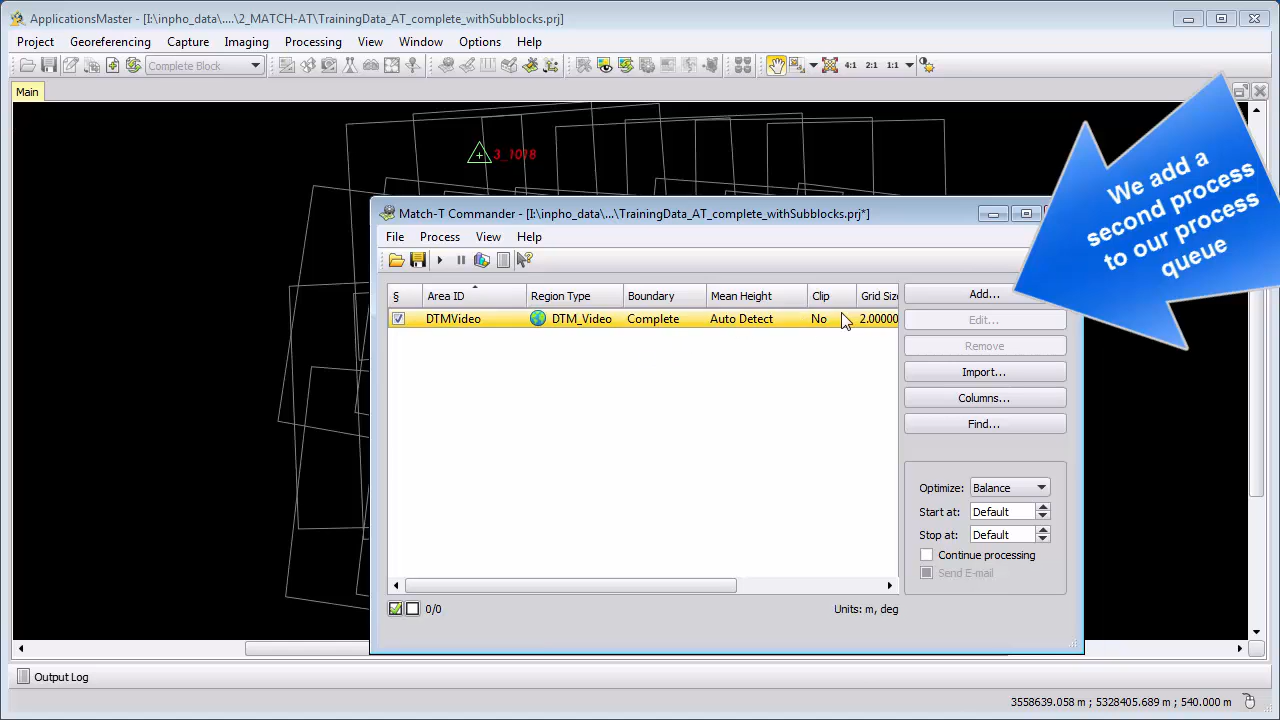 ApplicationsMaster - [I:\inpho_data\....\2_MATCH-AT\TrainingData_AT_complete_withSubblocks.prj]
Project Georeferencing Capture Imaging Processing View Window Options Help
Complete Block 4:1 2:1 1:1
Main
3_1078
We add a
second process
to our process
queue
Match-T Commander - [I:\inpho_data\...\TrainingData_AT_complete_withSubblocks.prj*]
File Process View Help
§ Area ID Region Type Boundary Mean Height Clip Grid Size
DTMVideo DTM_Video Complete Auto Detect No 2.00000
Add...
Edit...
Remove
Import...
Columns...
Find...
Optimize: Balance
Start at: Default
Stop at: Default
Continue processing
Send E-mail
0/0 Units: m, deg
Output Log
3558639.058 m ; 5328405.689 m ; 540.000 m